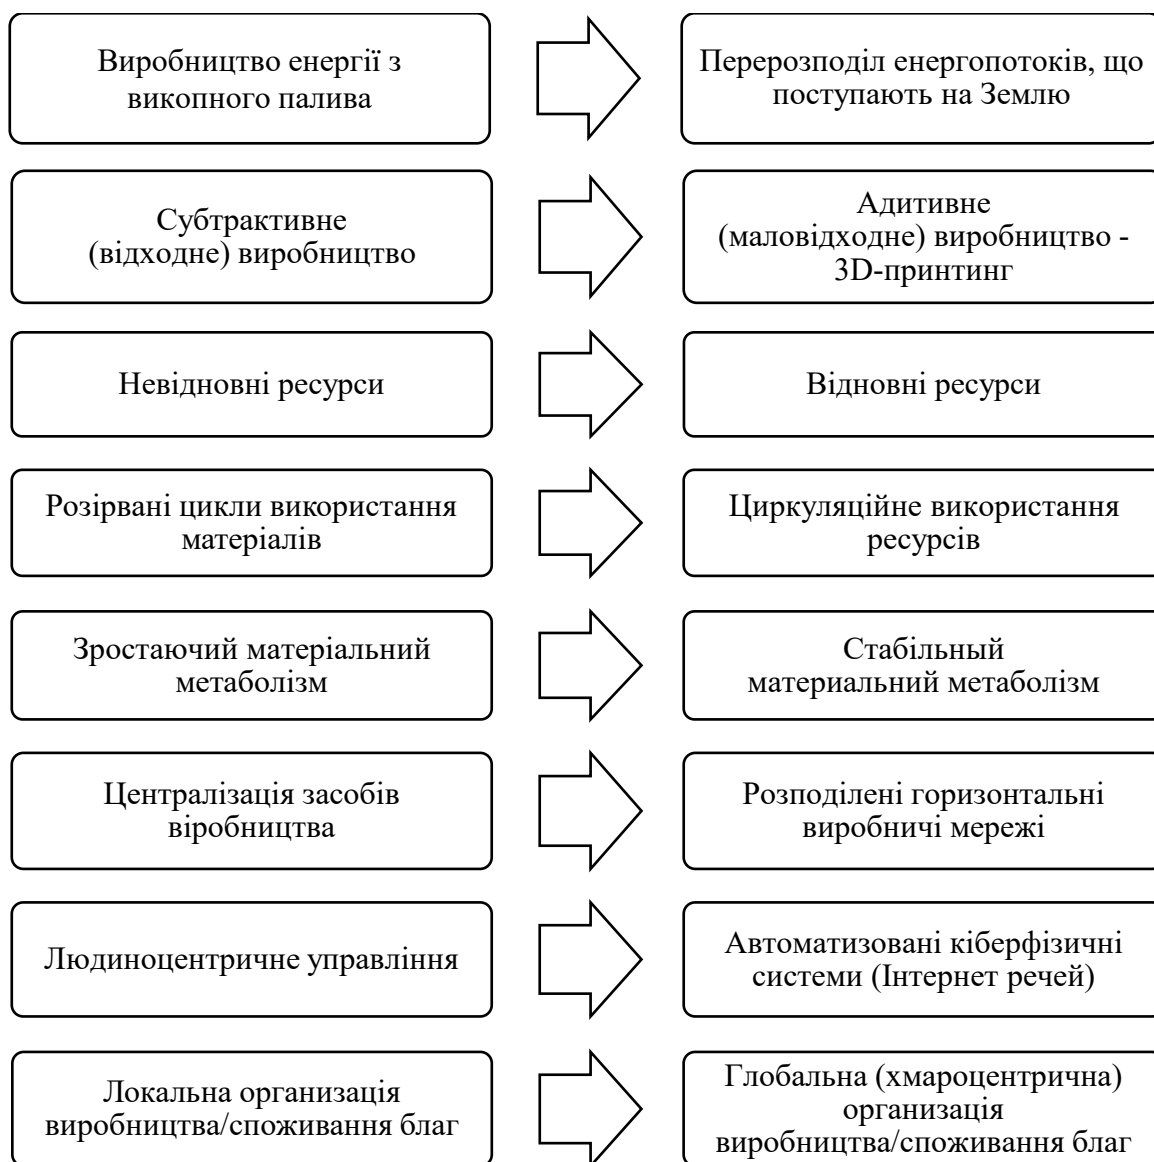 Виробництво енергії з
викопного палива
Перерозподіл енергопотоків, що
поступають на Землю
Субтрактивне
(відходне) виробництво
Адитивне
(маловідходне) виробництво -
3D-принтинг
Невідновні ресурси
Відновні ресурси
Розірвані цикли використання
матеріалів
Циркуляційне використання
ресурсів
Зростаючий матеріальний
метаболізм
Стабільный
материальний метаболізм
Централізація засобів
віробництва
Розподілені горизонтальні
виробничі мережі
Людиноцентричне управління
Автоматизовані кіберфізичні
системи (Інтернет речей)
Локальна организація
виробництва/споживання благ
Глобальна (хмароцентрична)
організація
виробництва/споживання благ